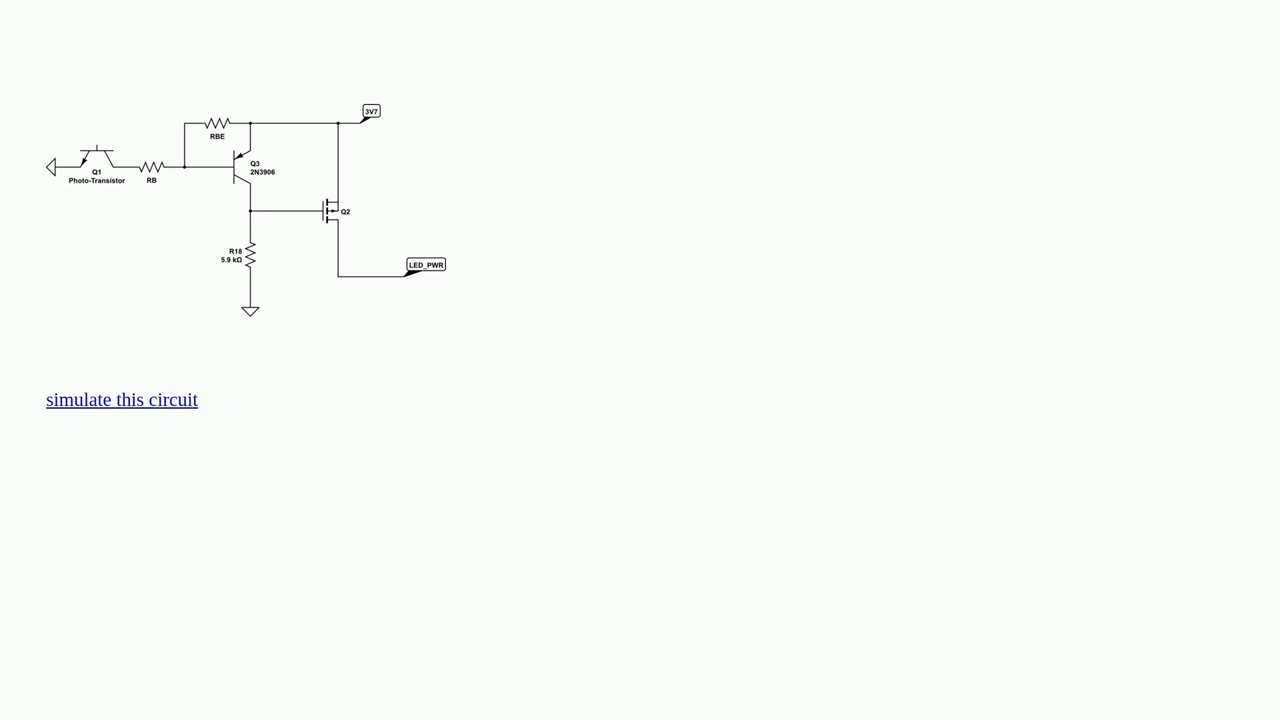 3V7
RBE
Q3
2N3906
Q1
Photo-Transistor
RB
Q2
R18
5.9 kΩ
LED_PWR
simulate this circuit